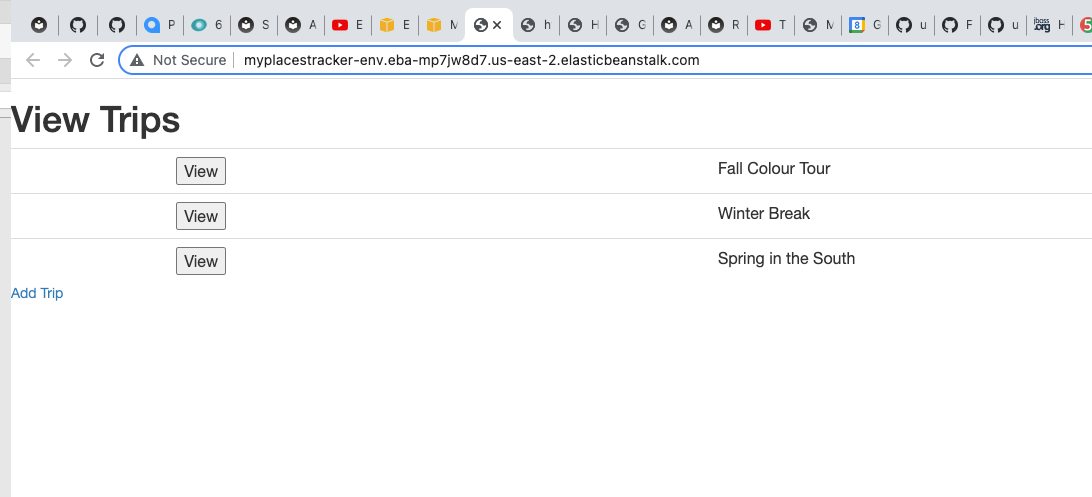 P 6 S A E E M h H G A R T M G u F u jboss.org H
Not Secure myplacestracker-env.eba-mp7jw8d7.us-east-2.elasticbeanstalk.com
View Trips
View Fall Colour Tour
View Winter Break
View Spring in the South
Add Trip